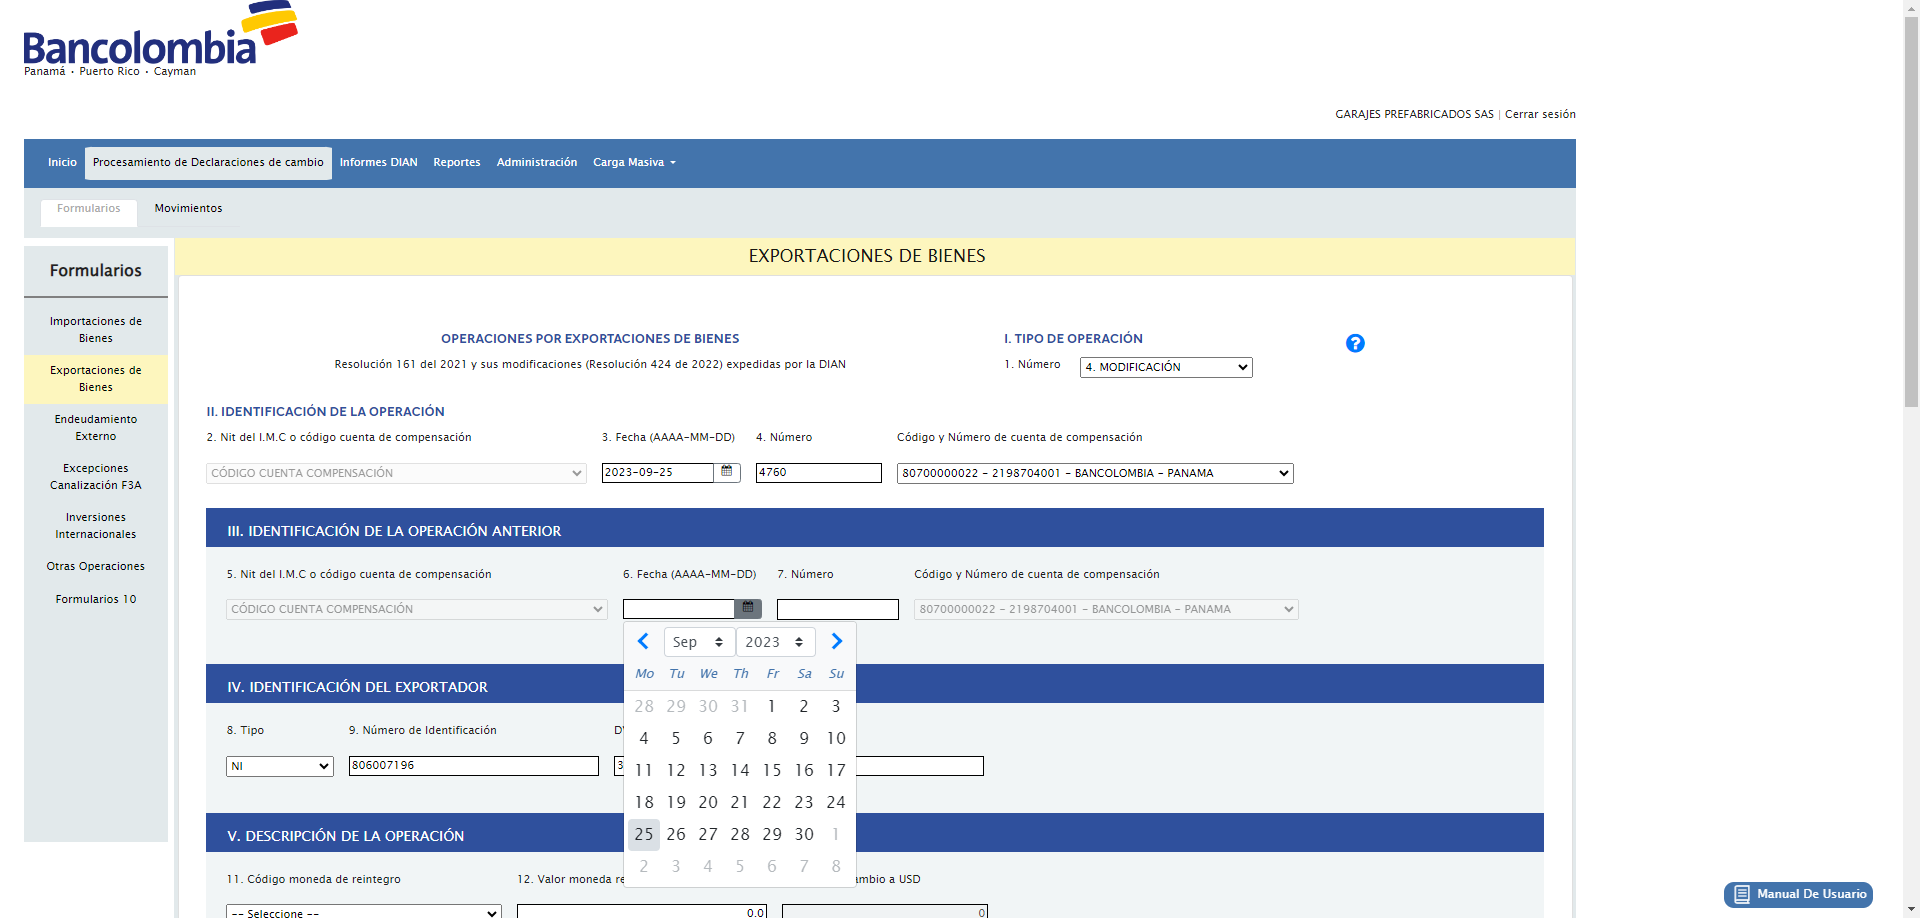 Bancolombia
Panamá • Puerto Rico • Cayman
GARAJES PREFABRICADOS SAS | Cerrar sesión
Inicio Procesamiento de Declaraciones de cambio Informes DIAN Reportes Administración Carga Masiva
Formularios Movimientos
Formularios
Importaciones de
Bienes
Exportaciones de
Bienes
Endeudamiento
Externo
Excepciones
Canalización F3A
Inversiones
Internacionales
Otras Operaciones
Formularios 10
EXPORTACIONES DE BIENES
OPERACIONES POR EXPORTACIONES DE BIENES
Resolución 161 del 2021 y sus modificaciones (Resolución 424 de 2022) expedidas por la DIAN
I. TIPO DE OPERACIÓN
1. Número 4. MODIFICACIÓN
?
II. IDENTIFICACIÓN DE LA OPERACIÓN
2. Nit del I.M.C o código cuenta de compensación 3. Fecha (AAAA-MM-DD) 4. Número Código y Número de cuenta de compensación
CÓDIGO CUENTA COMPENSACIÓN 2023-09-25 4760 80700000022 - 2198704001 - BANCOLOMBIA - PANAMA
III. IDENTIFICACIÓN DE LA OPERACIÓN ANTERIOR
5. Nit del I.M.C o código cuenta de compensación 6. Fecha (AAAA-MM-DD) 7. Número Código y Número de cuenta de compensación
CÓDIGO CUENTA COMPENSACIÓN 80700000022 - 2198704001 - BANCOLOMBIA - PANAMA
Sep 2023
Mo Tu We Th Fr Sa Su
28 29 30 31 1 2 3
4 5 6 7 8 9 10
11 12 13 14 15 16 17
18 19 20 21 22 23 24
25 26 27 28 29 30 1
2 3 4 5 6 7 8
IV. IDENTIFICACIÓN DEL EXPORTADOR
8. Tipo 9. Número de Identificación
NI 806007196 3
V. DESCRIPCIÓN DE LA OPERACIÓN
11. Código moneda de reintegro 12. Valor moneda re ambio a USD
-- Seleccione -- 0.0 0
Manual De Usuario